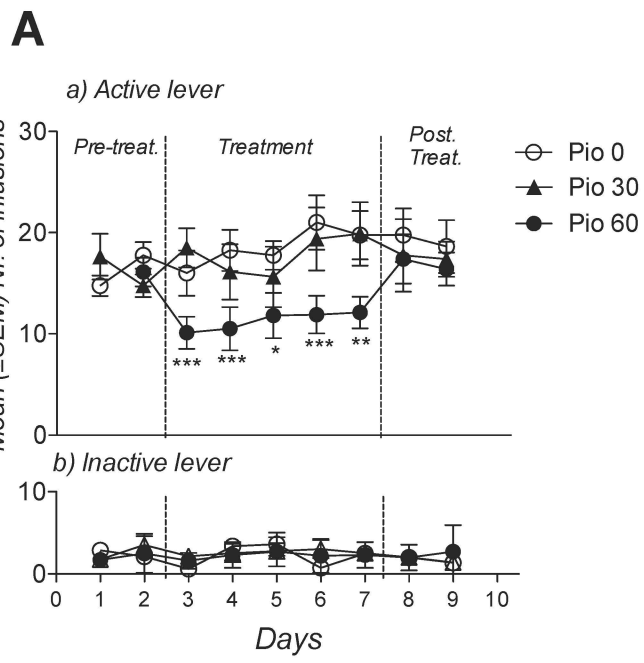 A
a) Active lever
30
Pre-treat.
Treatment
Post.
Treat.
Pio 0
Pio 30
Pio 60
20
10
***
***
*
***
**
0
b) Inactive lever
10
0
0 1 2 3 4 5 6 7 8 9 10
Days